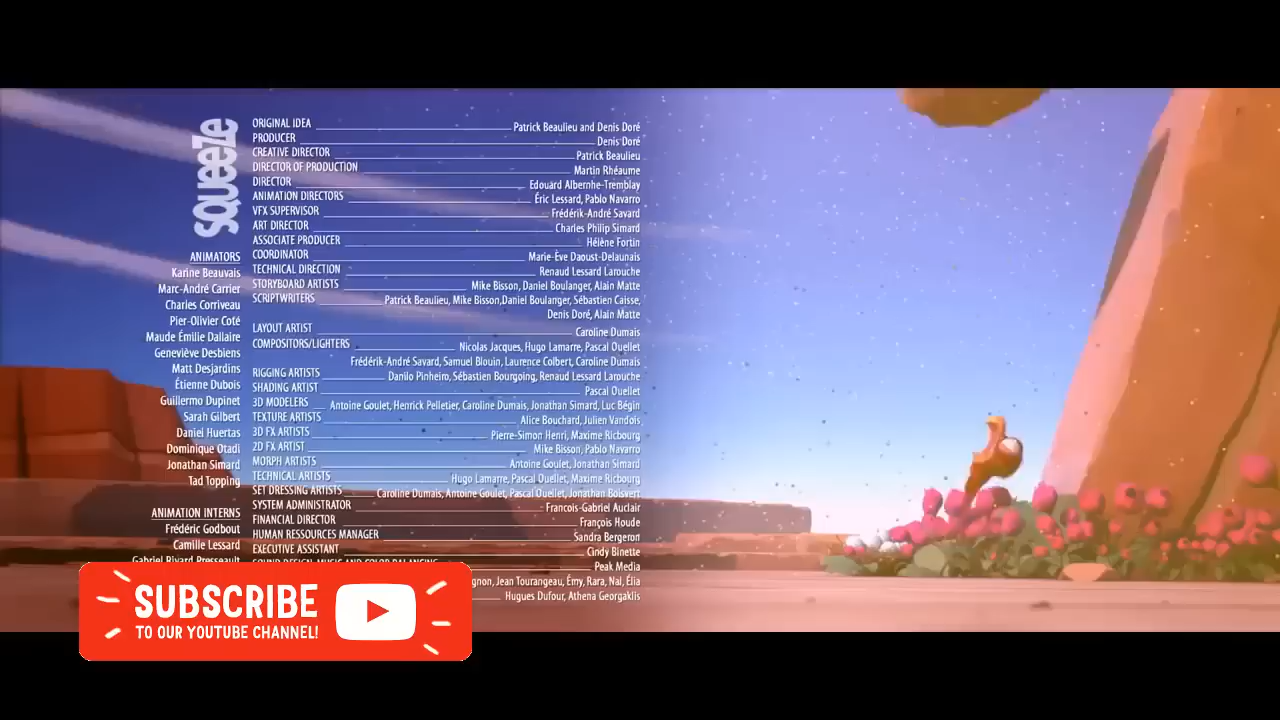 squeeze
ANIMATORS
Karine Beauvais
Marc-André Carrier
Charles Corriveau
Pier-Olivier Coté
Maude Émilie Dallaire
Geneviève Desbiens
Matt Desjardins
Étienne Dubois
Guillermo Dupinet
Sarah Gilbert
Daniel Huertas
Dominique Otadi
Jonathan Simard
Tad Topping
ANIMATION INTERNS
Frédéric Godbout
Camille Lessard
Gabriel Rivard Presseault
ORIGINAL IDEA Patrick Beaulieu and Denis Doré
PRODUCER Denis Doré
CREATIVE DIRECTOR Patrick Beaulieu
DIRECTOR OF PRODUCTION Martin Rhéaume
DIRECTOR Edouard Albernhe-Tremblay
ANIMATION DIRECTORS Éric Lessard, Pablo Navarro
VFX SUPERVISOR Frédérik-André Savard
ART DIRECTOR Charles Philip Simard
ASSOCIATE PRODUCER Hélène Fortin
COORDINATOR Marie-Ève Daoust-Delaunais
TECHNICAL DIRECTION Renaud Lessard Larouche
STORYBOARD ARTISTS Mike Bisson, Daniel Boulanger, Alain Matte
SCRIPTWRITERS Patrick Beaulieu, Mike Bisson,Daniel Boulanger, Sébastien Caisse,
Denis Doré, Alain Matte
LAYOUT ARTIST Caroline Dumais
COMPOSITORS/LIGHTERS Nicolas Jacques, Hugo Lamarre, Pascal Ouellet
Frédérik-André Savard, Samuel Blouin, Laurence Colbert, Caroline Dumais
RIGGING ARTISTS Danilo Pinheiro, Sébastien Bourgoing, Renaud Lessard Larouche
SHADING ARTIST Pascal Ouellet
3D MODELERS Antoine Goulet, Henrick Pelletier, Caroline Dumais, Jonathan Simard, Luc Bégin
TEXTURE ARTISTS Alice Bouchard, Julien Vandois
3D FX ARTISTS Pierre-Simon Henri, Maxime Ricbourg
2D FX ARTIST Mike Bisson, Pablo Navarro
MORPH ARTISTS Antoine Goulet, Jonathan Simard
TECHNICAL ARTISTS Hugo Lamarre, Pascal Ouellet, Maxime Ricbourg
SET DRESSING ARTISTS Caroline Dumais, Antoine Goulet, Pascal Ouellet, Jonathan Boisvert
SYSTEM ADMINISTRATOR Francois-Gabriel Auclair
FINANCIAL DIRECTOR François Houde
HUMAN RESSOURCES MANAGER Sandra Bergeron
EXECUTIVE ASSISTANT Cindy Binette
SOUND DESIGN, MUSIC AND COLOR BALANCING Peak Media
Jean Tourangeau, Émy, Rara, Nal, Élia
Hugues Dufour, Athena Georgaklis
SUBSCRIBE
TO OUR YOUTUBE CHANNEL!